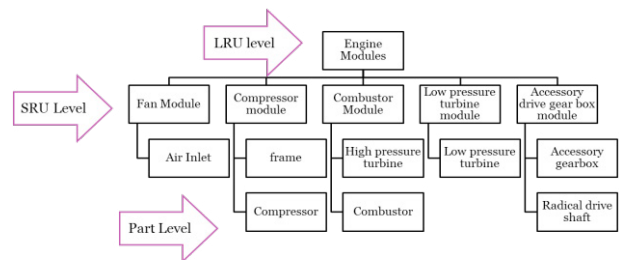 LRU level
Engine
Modules
SRU Level
Fan Module
Compressor
module
Combustor
Module
Low pressure
turbine
module
Accessory
drive gear box
module
Air Inlet
frame
High pressure
turbine
Low pressure
turbine
Accessory
gearbox
Part Level
Compressor
Combustor
Radical drive
shaft